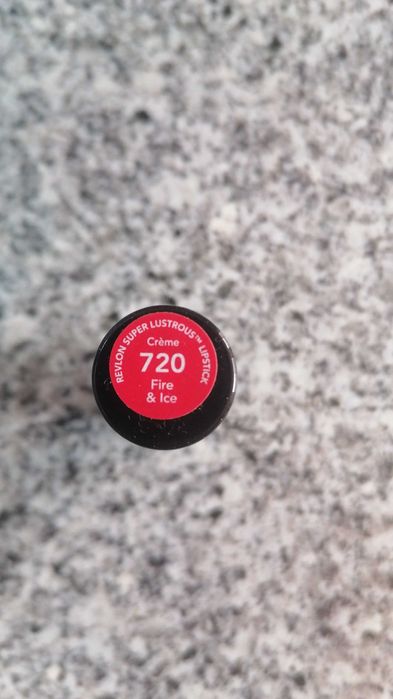 REVLON SUPER LUSTROUS™ LIPSTICK
Crème
720
Fire
& Ice